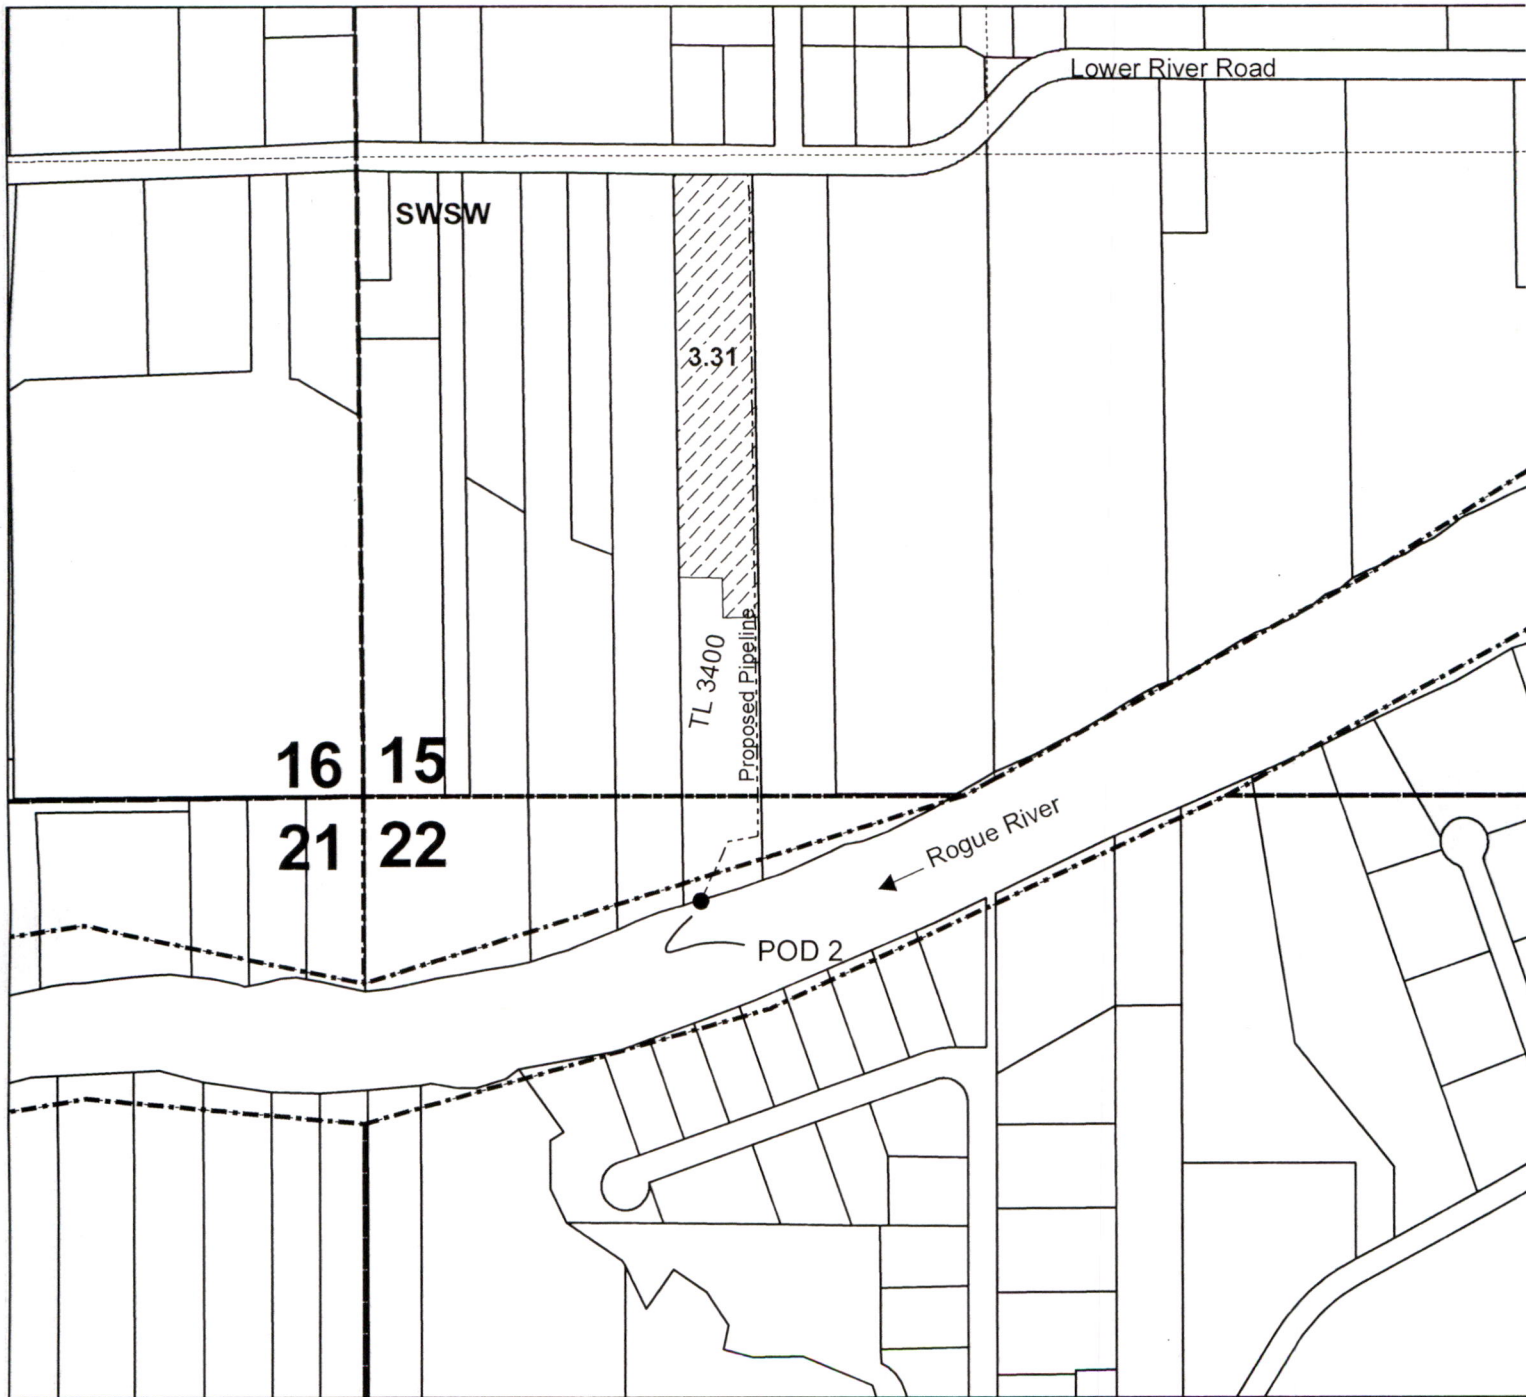 Lower River Road
SWSW
3.31
TL 3400
Proposed Pipeline
16 15
21 22
Rogue River
POD 2